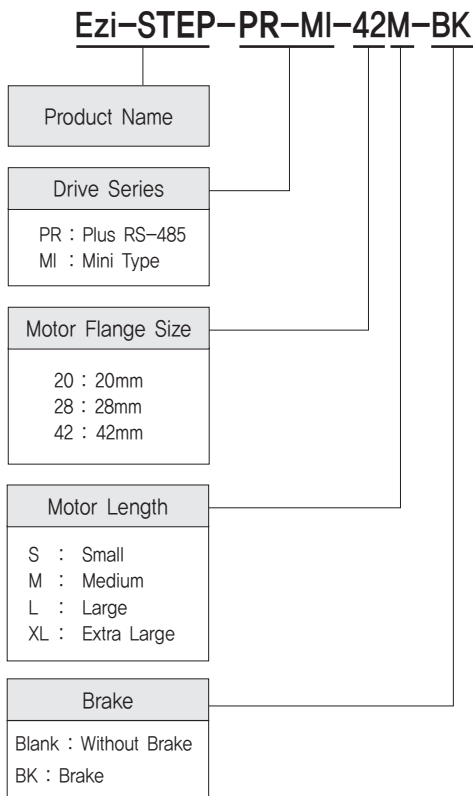 Ezi-STEP-PR-MI-42M-BK
Product Name
Drive Series
PR : Plus RS-485
MI : Mini Type
Motor Flange Size
20 : 20mm
28 : 28mm
42 : 42mm
Motor Length
S : Small
M : Medium
L : Large
XL : Extra Large
Brake
Blank : Without Brake
BK : Brake